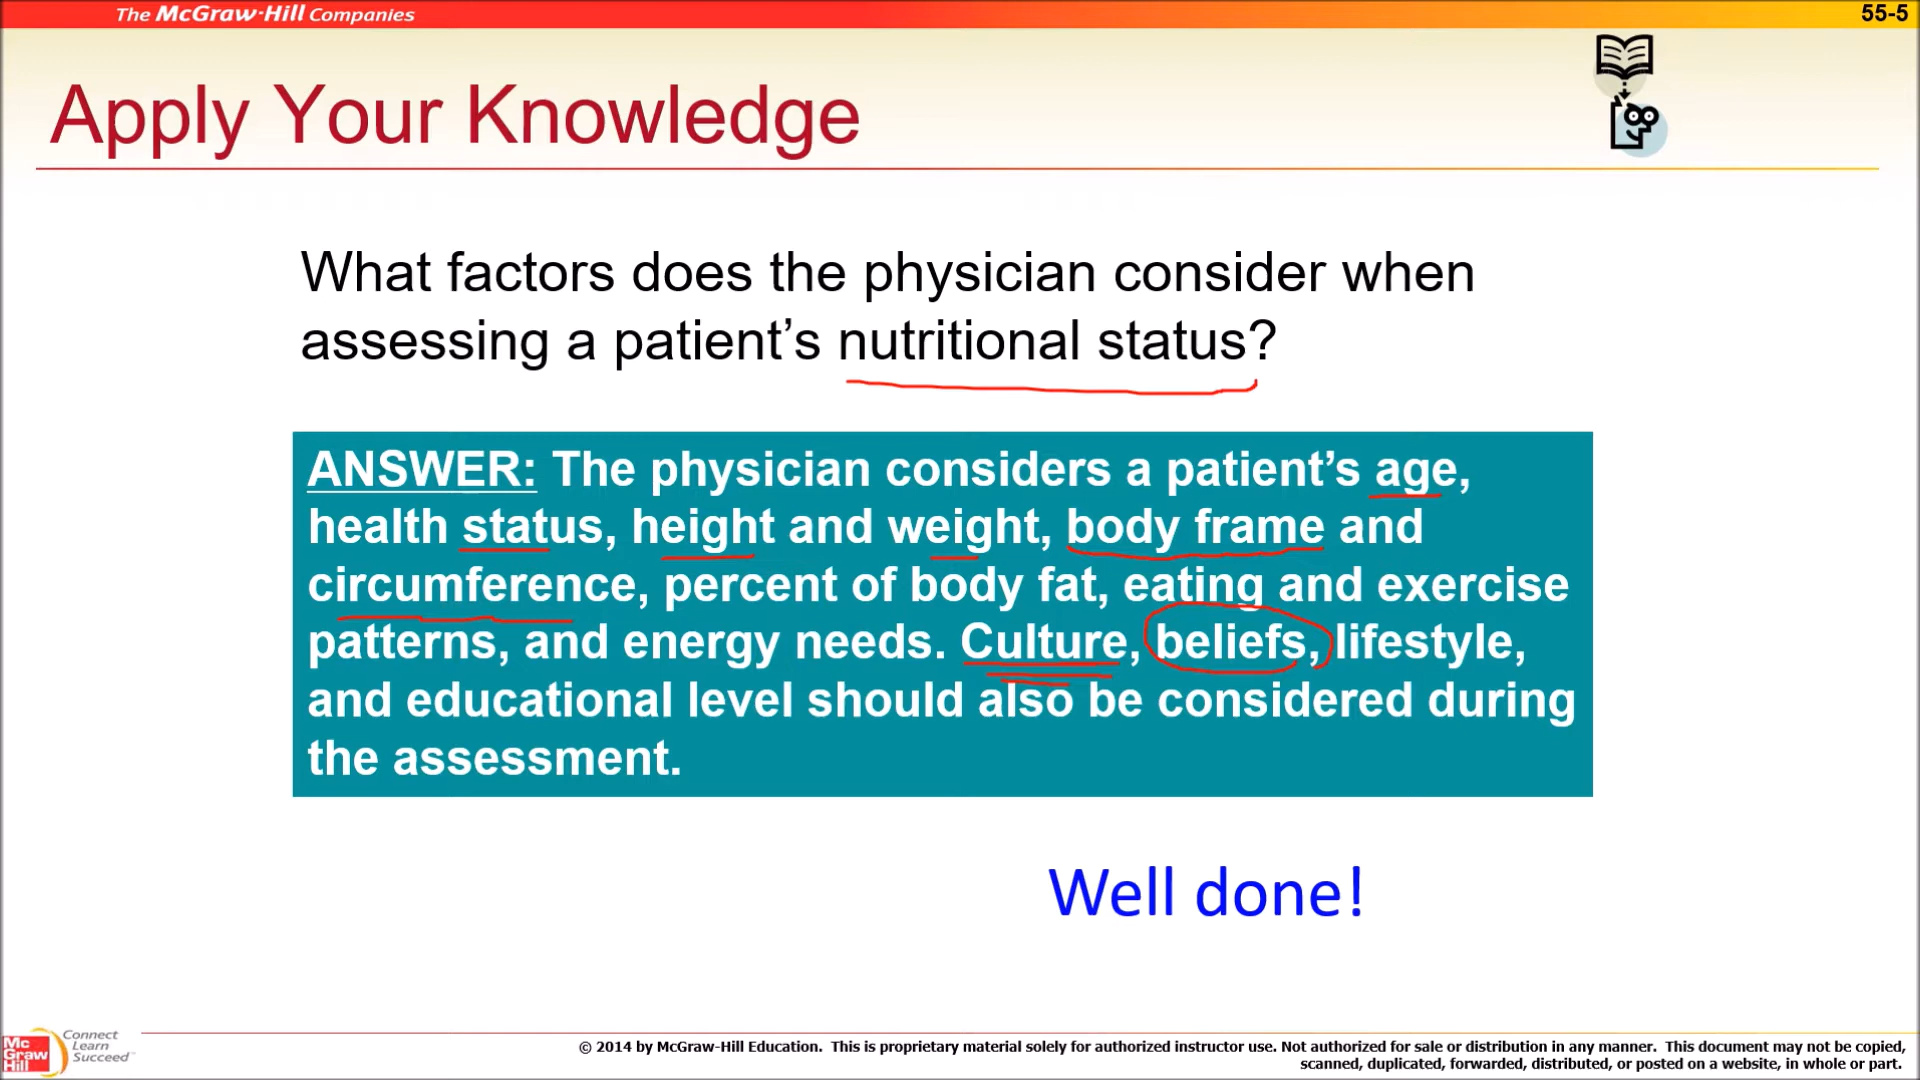 The McGraw-Hill Companies
55-5
Apply Your Knowledge
What factors does the physician consider when
assessing a patient’s nutritional status?
ANSWER: The physician considers a patient’s age,
health status, height and weight, body frame and
circumference, percent of body fat, eating and exercise
patterns, and energy needs. Culture, beliefs, lifestyle,
and educational level should also be considered during
the assessment.
Well done!
Mc
Graw
Hill
Connect
Learn
Succeed™
© 2014 by McGraw-Hill Education. This is proprietary material solely for authorized instructor use. Not authorized for sale or distribution in any manner. This document may not be copied,
scanned, duplicated, forwarded, distributed, or posted on a website, in whole or part.